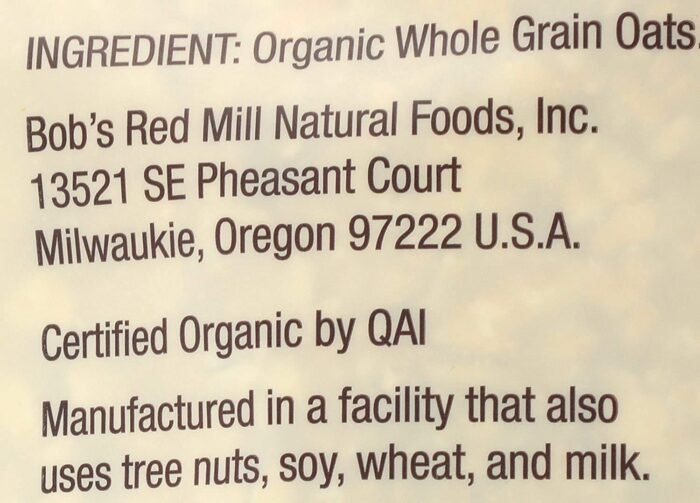 INGREDIENT: Organic Whole Grain Oats.
Bob's Red Mill Natural Foods, Inc.
13521 SE Pheasant Court
Milwaukie, Oregon 97222 U.S.A.
Certified Organic by QAI
Manufactured in a facility that also
uses tree nuts, soy, wheat, and milk.